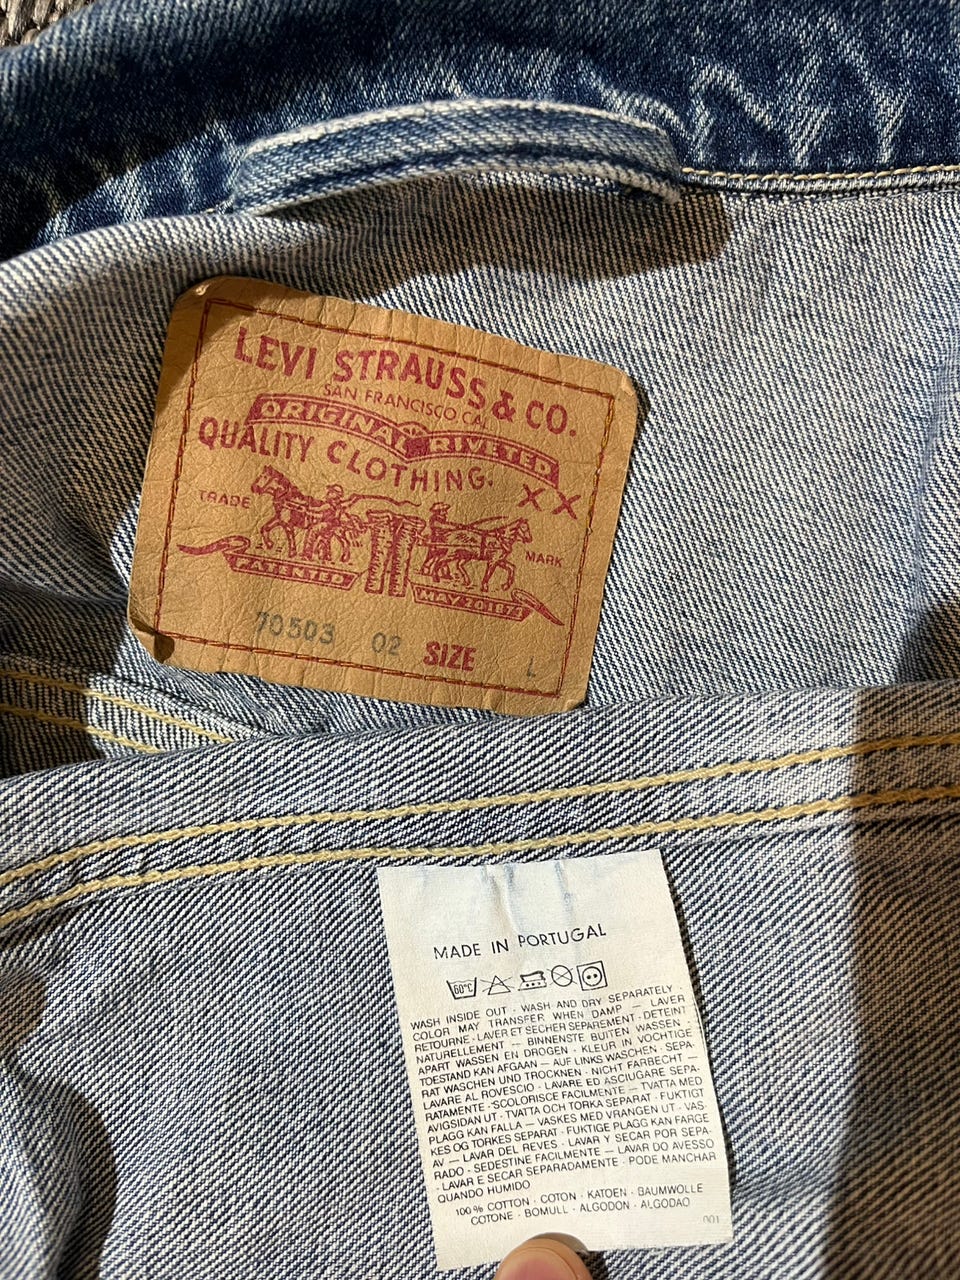 LEVI STRAUSS & CO.
SAN FRANCISCO CAL
ORIGINAL RIVETED
QUALITY CLOTHING.
XX
TRADE MARK
PATENTED MAY 20 1873
70503 02 SIZE L
MADE IN PORTUGAL
60°C
WASH INSIDE OUT · WASH AND DRY SEPARATELY
COLOR MAY TRANSFER WHEN DAMP — LAVER
RETOURNE · LAVER ET SECHER SEPAREMENT · DETEINT
NATURELLEMENT — BINNENSTE BUITEN WASSEN ·
APART WASSEN EN DROGEN · KLEUR IN VOCHTIGE
TOESTAND KAN AFGAAN — AUF LINKS WASCHEN · SEPA-
RAT WASCHEN UND TROCKNEN · NICHT FARBECHT —
LAVARE AL ROVESCIO · LAVARE ED ASCIUGARE SEPA-
RATAMENTE · SCOLORISCE FACILMENTE — TVATTA MED
AVIGSIDAN UT · TVATTA OCH TORKA SEPARAT · FUKTIGT
PLAGG KAN FALLA — VASKES MED VRANGEN UT · VAS-
KES OG TORKES SEPARAT · FUKTIGE PLAGG KAN FARGE
AV — LAVAR DEL REVES · LAVAR Y SECAR POR SEPA-
RADO · SEDESTINE FACILMENTE — LAVAR DO AVESSO
· LAVAR E SECAR SEPARADAMENTE · PODE MANCHAR
QUANDO HUMIDO
100% COTTON · COTON · KATOEN · BAUMWOLLE
COTONE · BOMULL · ALGODON · ALGODAO
001